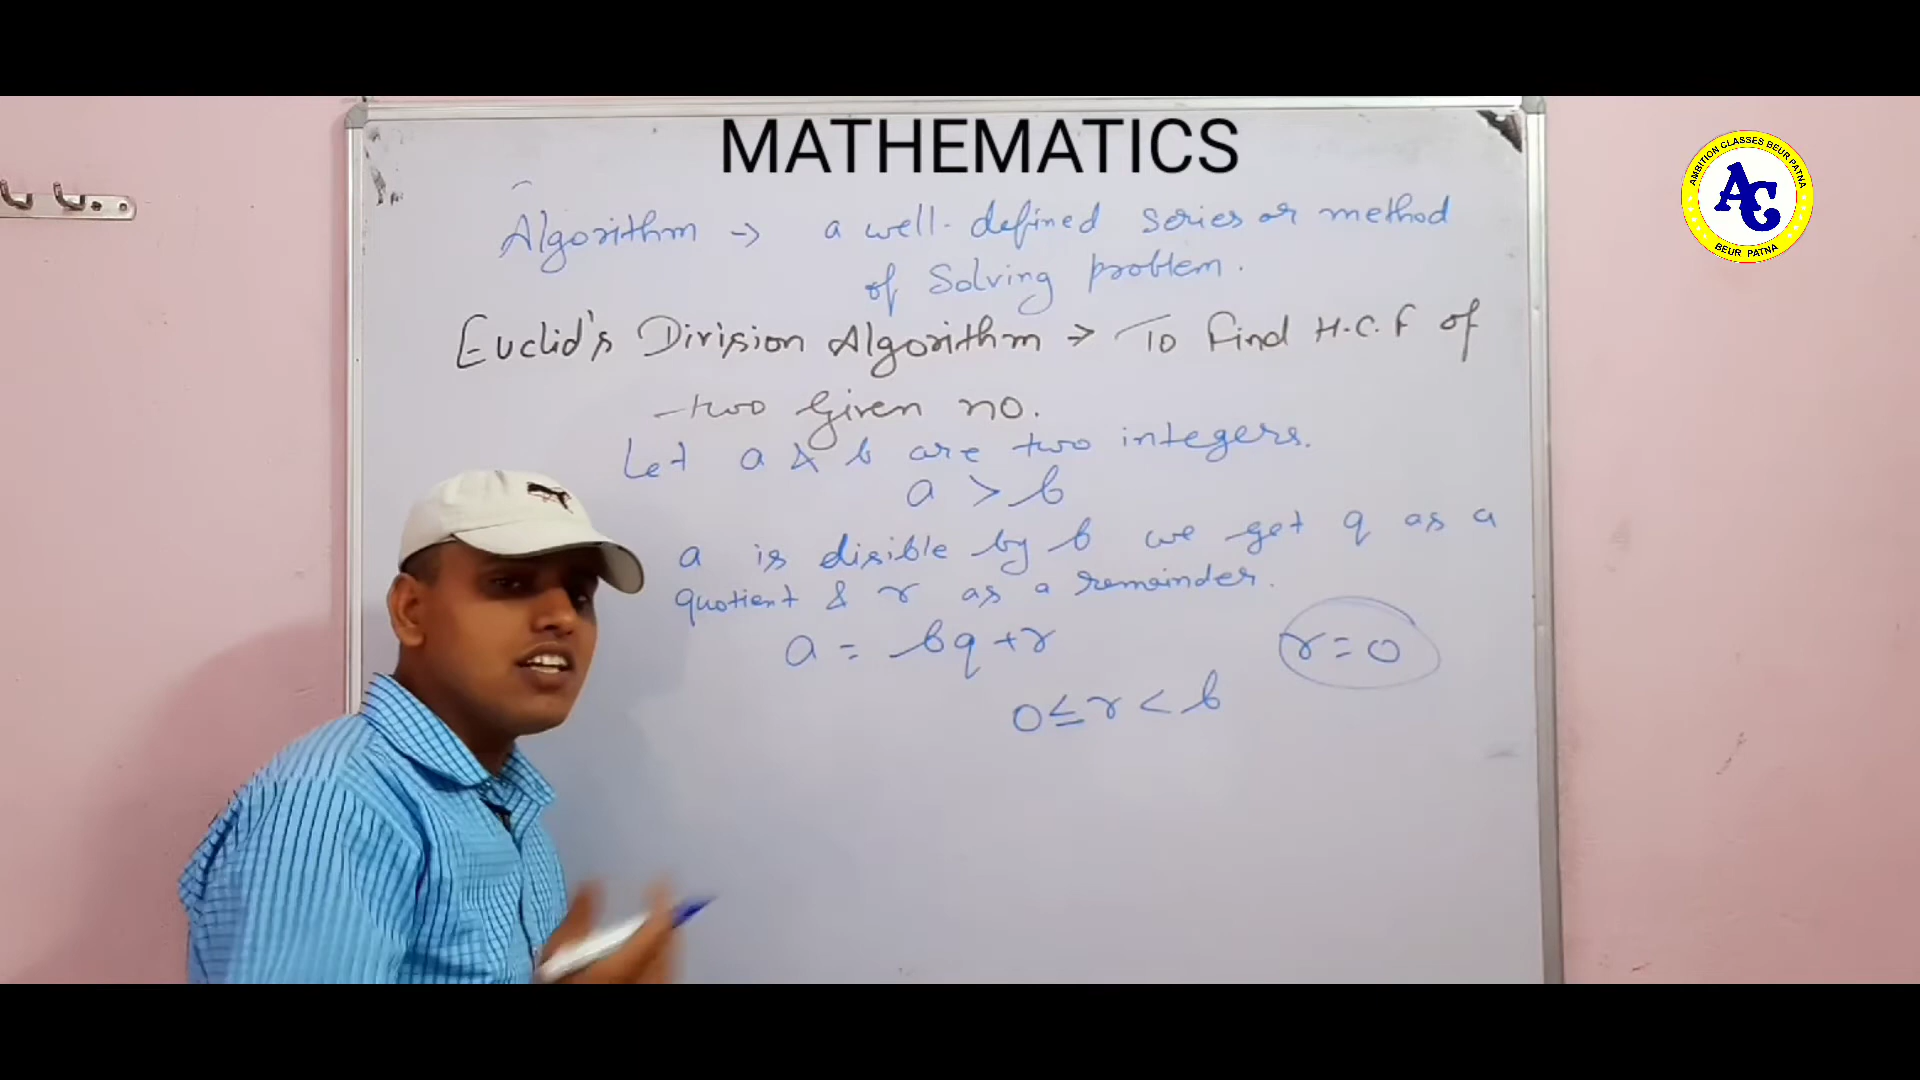 MATHEMATICS
AMBITION CLASSES BEUR PATNA
AC
BEUR PATNA
Algorithm → a well-defined series or method
of Solving problem.
Euclid's Division Algorithm → To Find H.C.F of
two Given no.
Let a & b are two integers.
a > b
a is disible by b we get q as a
quotient & r as a remainder.
a = bq + r
r = 0
0 ≤ r < b